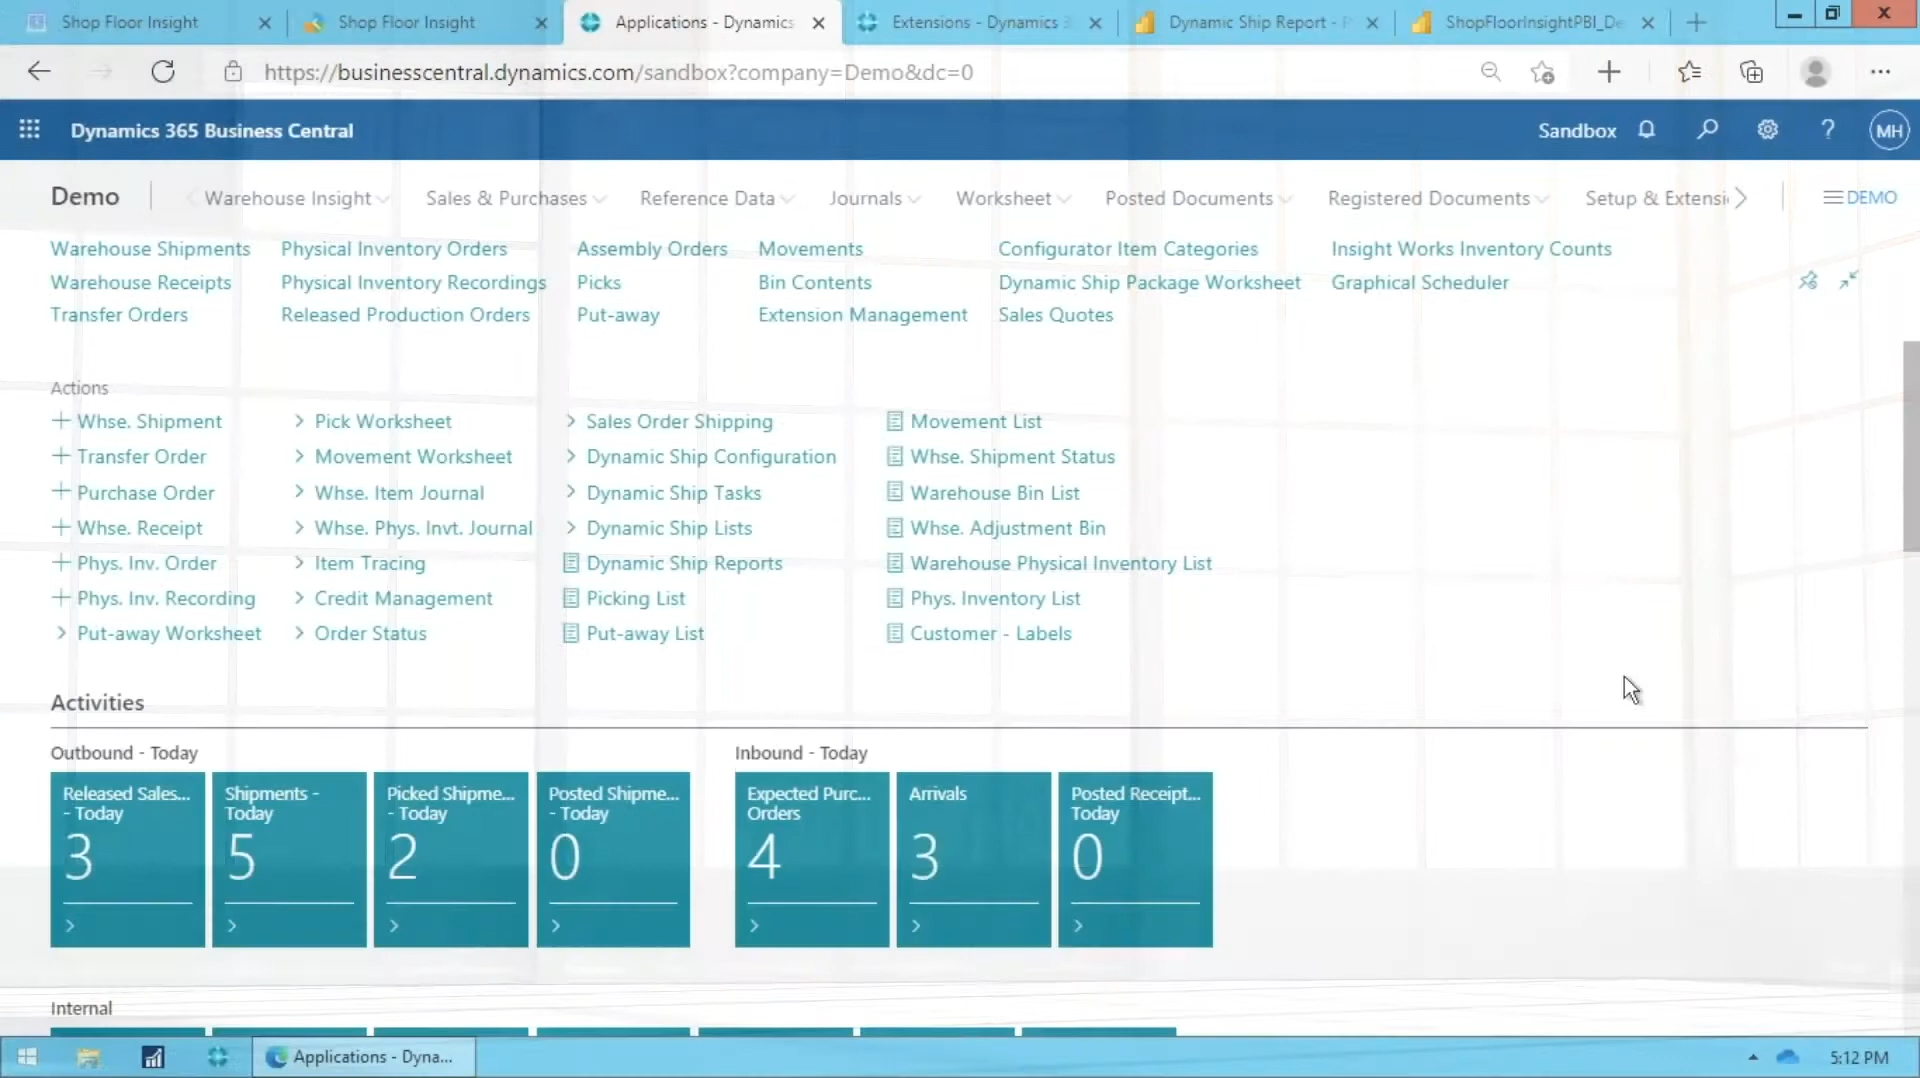 Shop Floor Insight
Shop Floor Insight
Applications - Dynamics
Extensions - Dynamics 3
Dynamic Ship Report - P
ShopFloorInsightPBI_De
https://businesscentral.dynamics.com/sandbox?company=Demo&dc=0
Dynamics 365 Business Central
Sandbox
MH
Demo
Warehouse Insight
Sales & Purchases
Reference Data
Journals
Worksheet
Posted Documents
Registered Documents
Setup & Extensi
DEMO
Warehouse Shipments
Physical Inventory Orders
Assembly Orders
Movements
Configurator Item Categories
Insight Works Inventory Counts
Warehouse Receipts
Physical Inventory Recordings
Picks
Bin Contents
Dynamic Ship Package Worksheet
Graphical Scheduler
Transfer Orders
Released Production Orders
Put-away
Extension Management
Sales Quotes
Actions
Whse. Shipment
Pick Worksheet
Sales Order Shipping
Movement List
Transfer Order
Movement Worksheet
Dynamic Ship Configuration
Whse. Shipment Status
Purchase Order
Whse. Item Journal
Dynamic Ship Tasks
Warehouse Bin List
Whse. Receipt
Whse. Phys. Invt. Journal
Dynamic Ship Lists
Whse. Adjustment Bin
Phys. Inv. Order
Item Tracing
Dynamic Ship Reports
Warehouse Physical Inventory List
Phys. Inv. Recording
Credit Management
Picking List
Phys. Inventory List
Put-away Worksheet
Order Status
Put-away List
Customer - Labels
Activities
Outbound - Today
Inbound - Today
Released Sales...
- Today
3
Shipments -
Today
5
Picked Shipme...
- Today
2
Posted Shipme...
- Today
0
Expected Purc...
Orders
4
Arrivals
3
Posted Receipt...
Today
0
Internal
Applications - Dyna...
5:12 PM